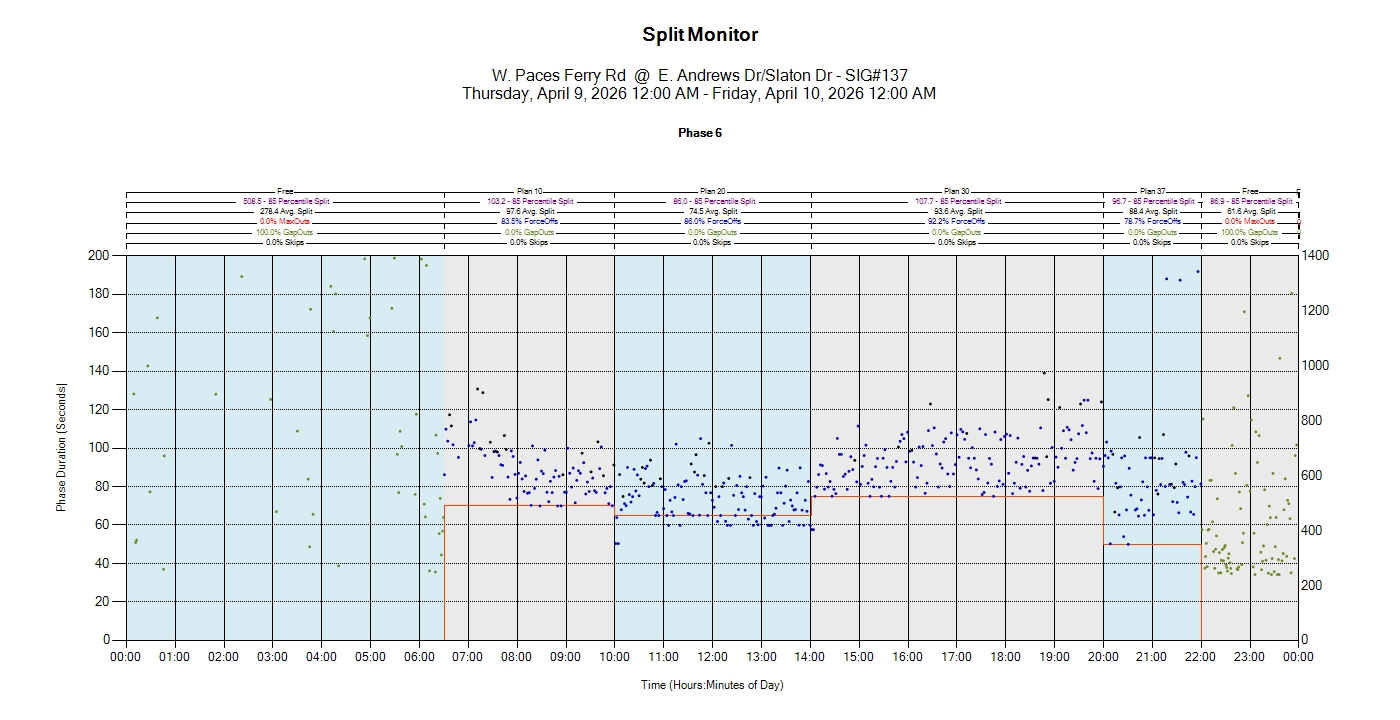 Split Monitor
W. Paces Ferry Rd @ E. Andrews Dr/Slaton Dr - SIG#137
Thursday, April 9, 2026 12:00 AM - Friday, April 10, 2026 12:00 AM
Phase 6
Free Plan 10 Plan 20 Plan 30 Plan 37 Free F
508.5 - 85 Percentile Split 103.2 - 85 Percentile Split 86.0 - 85 Percentile Split 107.7 - 85 Percentile Split 96.7 - 85 Percentile Split 86.9 - 85 Percentile Split
278.4 Avg. Split 97.6 Avg. Split 74.5 Avg. Split 93.6 Avg. Split 88.4 Avg. Split 61.6 Avg. Split
0.0% MaxOuts 83.5% ForceOffs 86.0% ForceOffs 92.2% ForceOffs 78.7% ForceOffs 0.0% MaxOuts
100.0% GapOuts 0.0% GapOuts 0.0% GapOuts 0.0% GapOuts 0.0% GapOuts 100.0% GapOuts
0.0% Skips 0.0% Skips 0.0% Skips 0.0% Skips 0.0% Skips 0.0% Skips
200 1400
180
1200
160
140
1000
120
800
100
Phase Duration (Seconds)
80
600
60
400
40
200
20
0 0
00:00 01:00 02:00 03:00 04:00 05:00 06:00 07:00 08:00 09:00 10:00 11:00 12:00 13:00 14:00 15:00 16:00 17:00 18:00 19:00 20:00 21:00 22:00 23:00 00:00
Time (Hours:Minutes of Day)